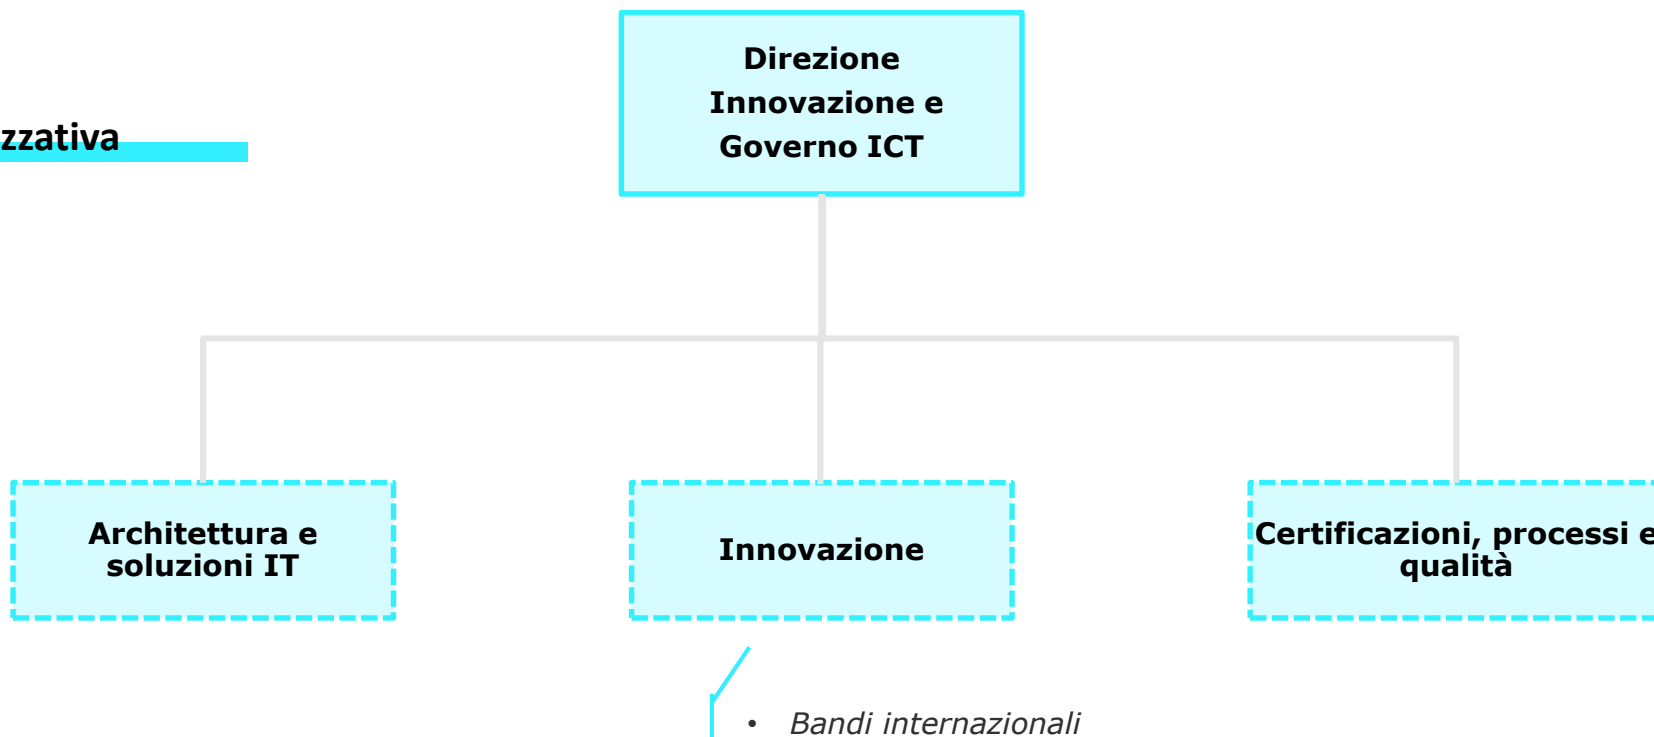 Direzione
Innovazione e
Governo ICT
zzativa
Architettura e
soluzioni IT
Innovazione
Certificazioni, processi e
qualità
• Bandi internazionali